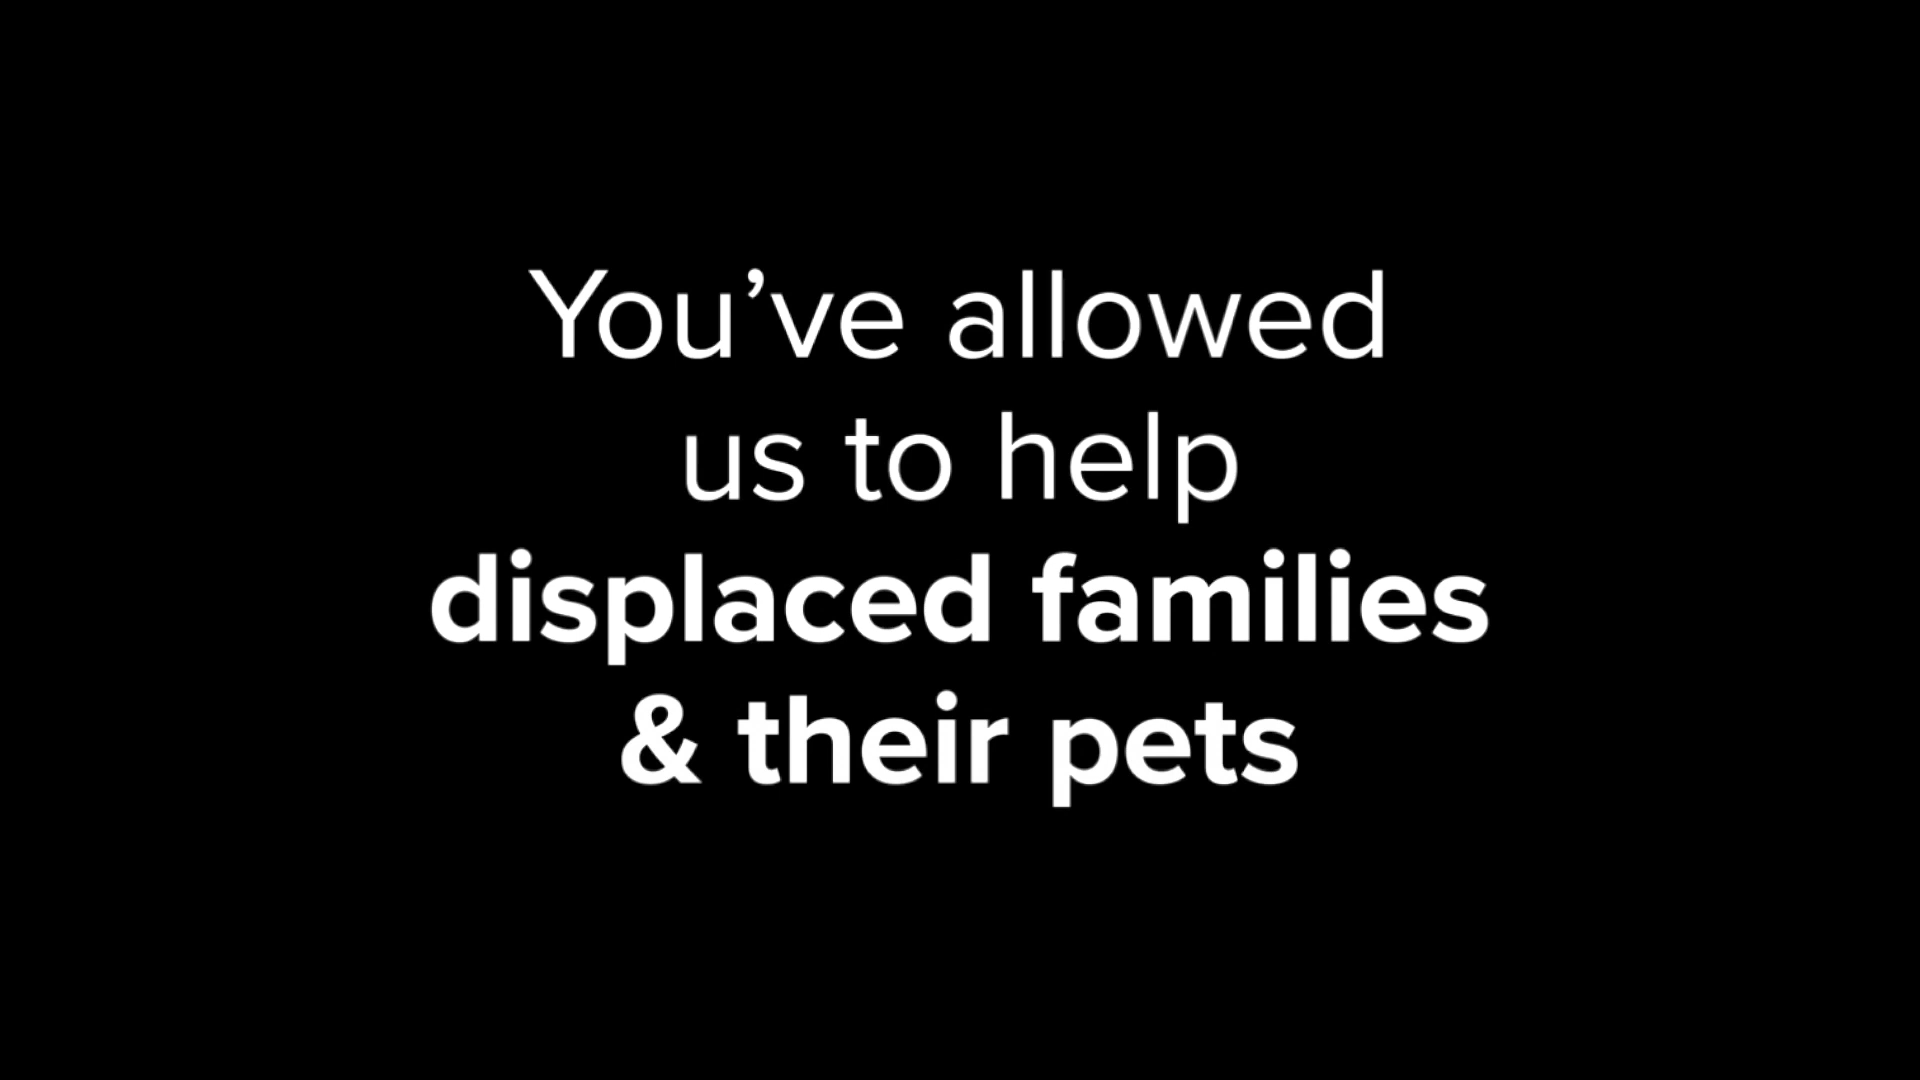 You’ve allowed
us to help
displaced families
& their pets